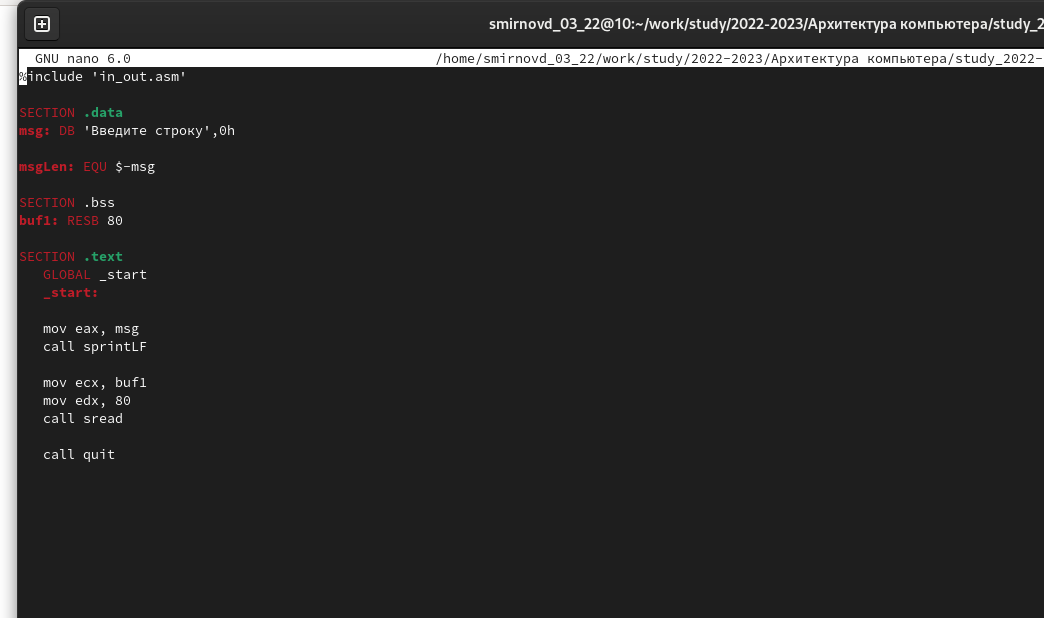 smirnovd_03_22@10:~/work/study/2022-2023/Архитектура компьютера/study_2
GNU nano 6.0 /home/smirnovd_03_22/work/study/2022-2023/Архитектура компьютера/study_2022-
%include 'in_out.asm'
SECTION .data
msg: DB 'Введите строку',0h
msgLen: EQU $-msg
SECTION .bss
buf1: RESB 80
SECTION .text
GLOBAL _start
_start:
mov eax, msg
call sprintLF
mov ecx, buf1
mov edx, 80
call sread
call quit